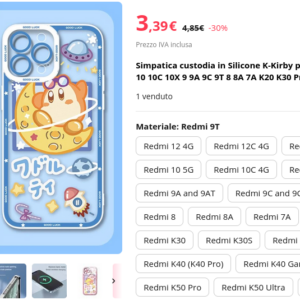 3,39€ 4,85€ -30%
Prezzo IVA inclusa
Simpatica custodia in Silicone K-Kirby p
10 10C 10X 9 9A 9C 9T 8 8A 7A K20 K30 P
1 venduto
Materiale: Redmi 9T
Redmi 12 4G Redmi 12C 4G Re
Redmi 10 5G Redmi 10C 4G Re
Redmi 9A and 9AT Redmi 9C and 9
Redmi 8 Redmi 8A Redmi 7A
Redmi K30 Redmi K30S Redmi
Redmi K40 (K40 Pro) Redmi K40 Ga
Redmi K50 Pro Redmi K50 Ultra
ワドル
ディ